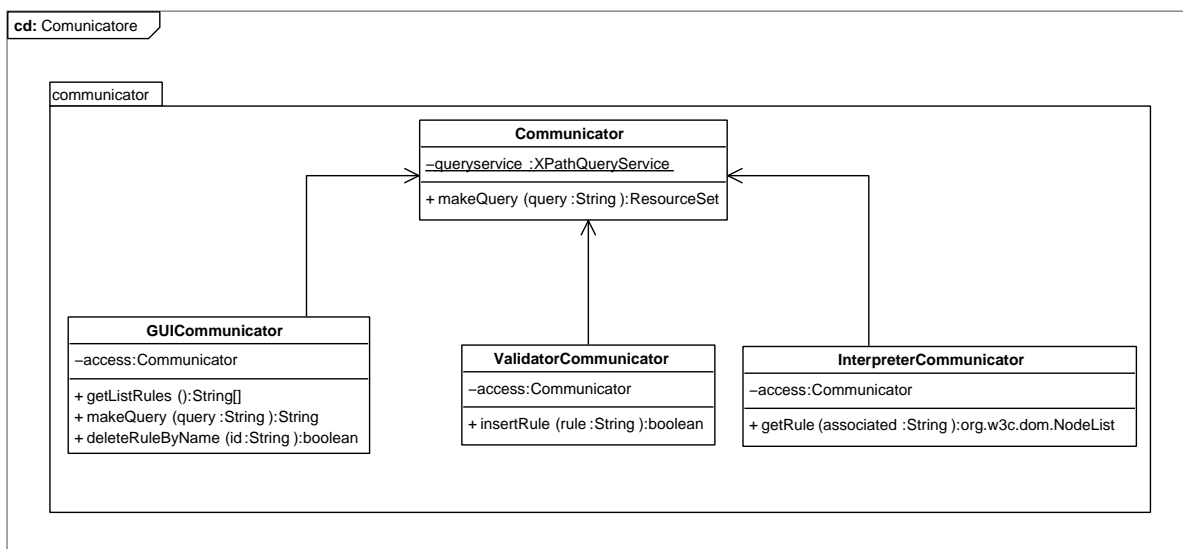 cd: Comunicatore
communicator
Communicator
–queryservice :XPathQueryService
+ makeQuery (query :String ):ResourceSet
GUICommunicator
–access:Communicator
+ getListRules ():String[]
+ makeQuery (query :String ):String
+ deleteRuleByName (id :String ):boolean
ValidatorCommunicator
–access:Communicator
+ insertRule (rule :String ):boolean
InterpreterCommunicator
–access:Communicator
+ getRule (associated :String ):org.w3c.dom.NodeList